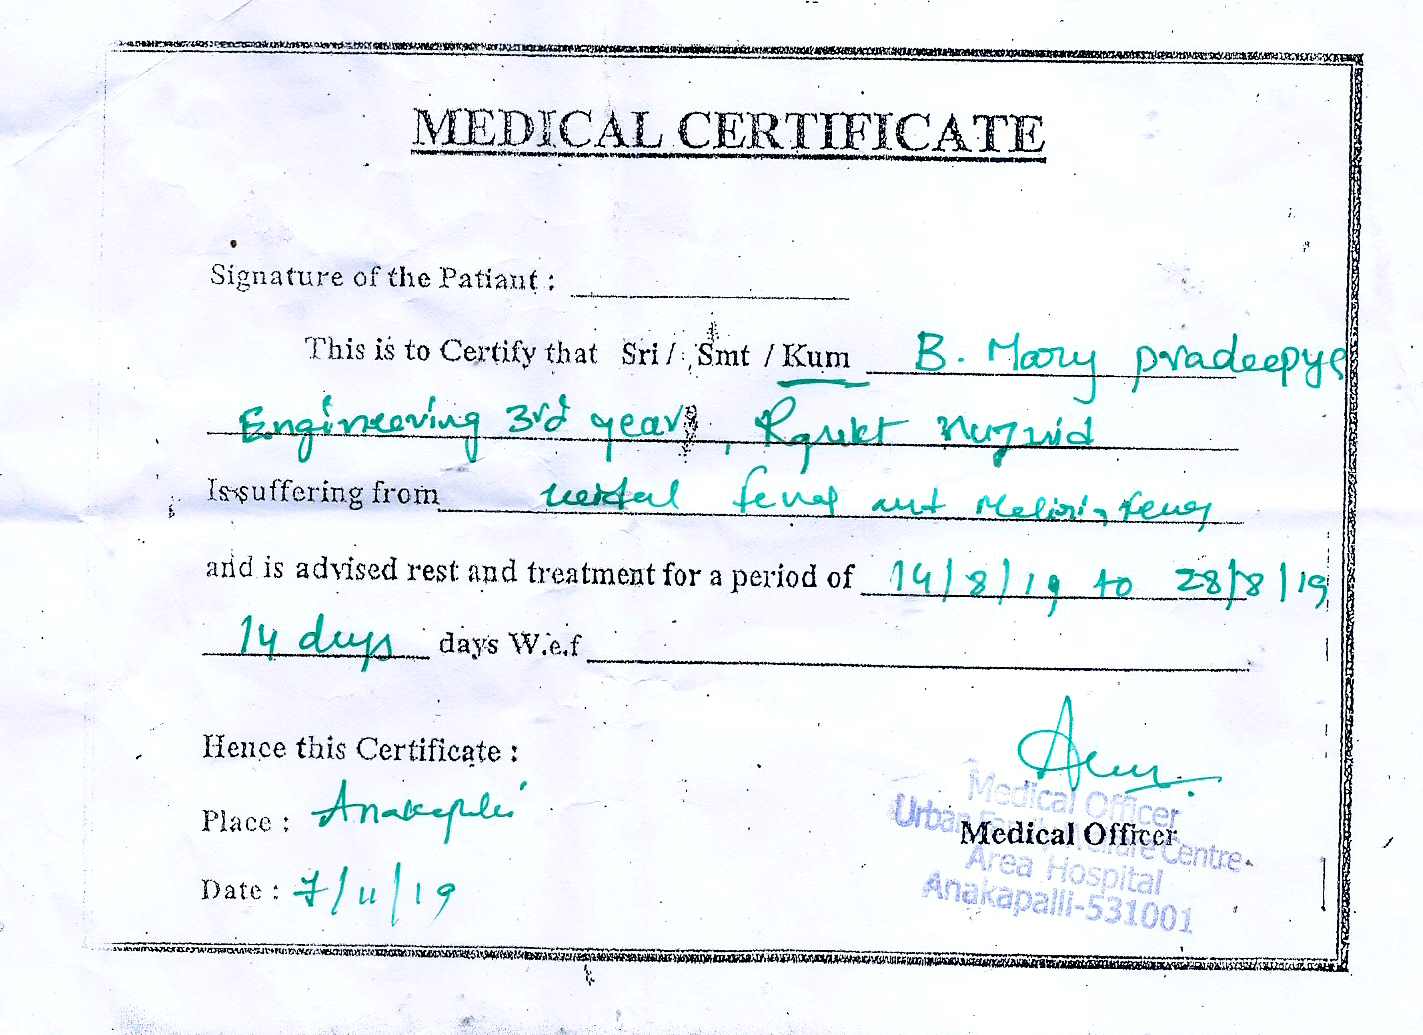 MEDICAL CERTIFICATE
Signature of the Patiant :
This is to Certify that Sri / Smt / Kum B. Mary pradeepya
Engineering 3rd year, Rgukt Nuzvid
Is suffering from fever and fever
and is advised rest and treatment for a period of 14/8/19 to 28/8/19
14 days days W.e.f
Hence this Certificate :
Place : Anakapalli
Date : 7/11/19
Medical Officer
Medical Officer
Urban Welfare Centre
Area Hospital
Anakapalli-531001